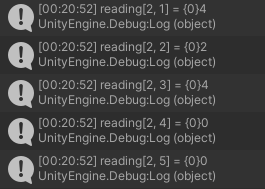 [00:20:52] reading[2, 1] = {0}4
UnityEngine.Debug:Log (object)
[00:20:52] reading[2, 2] = {0}2
UnityEngine.Debug:Log (object)
[00:20:52] reading[2, 3] = {0}4
UnityEngine.Debug:Log (object)
[00:20:52] reading[2, 4] = {0}0
UnityEngine.Debug:Log (object)
[00:20:52] reading[2, 5] = {0}0
UnityEngine.Debug:Log (object)